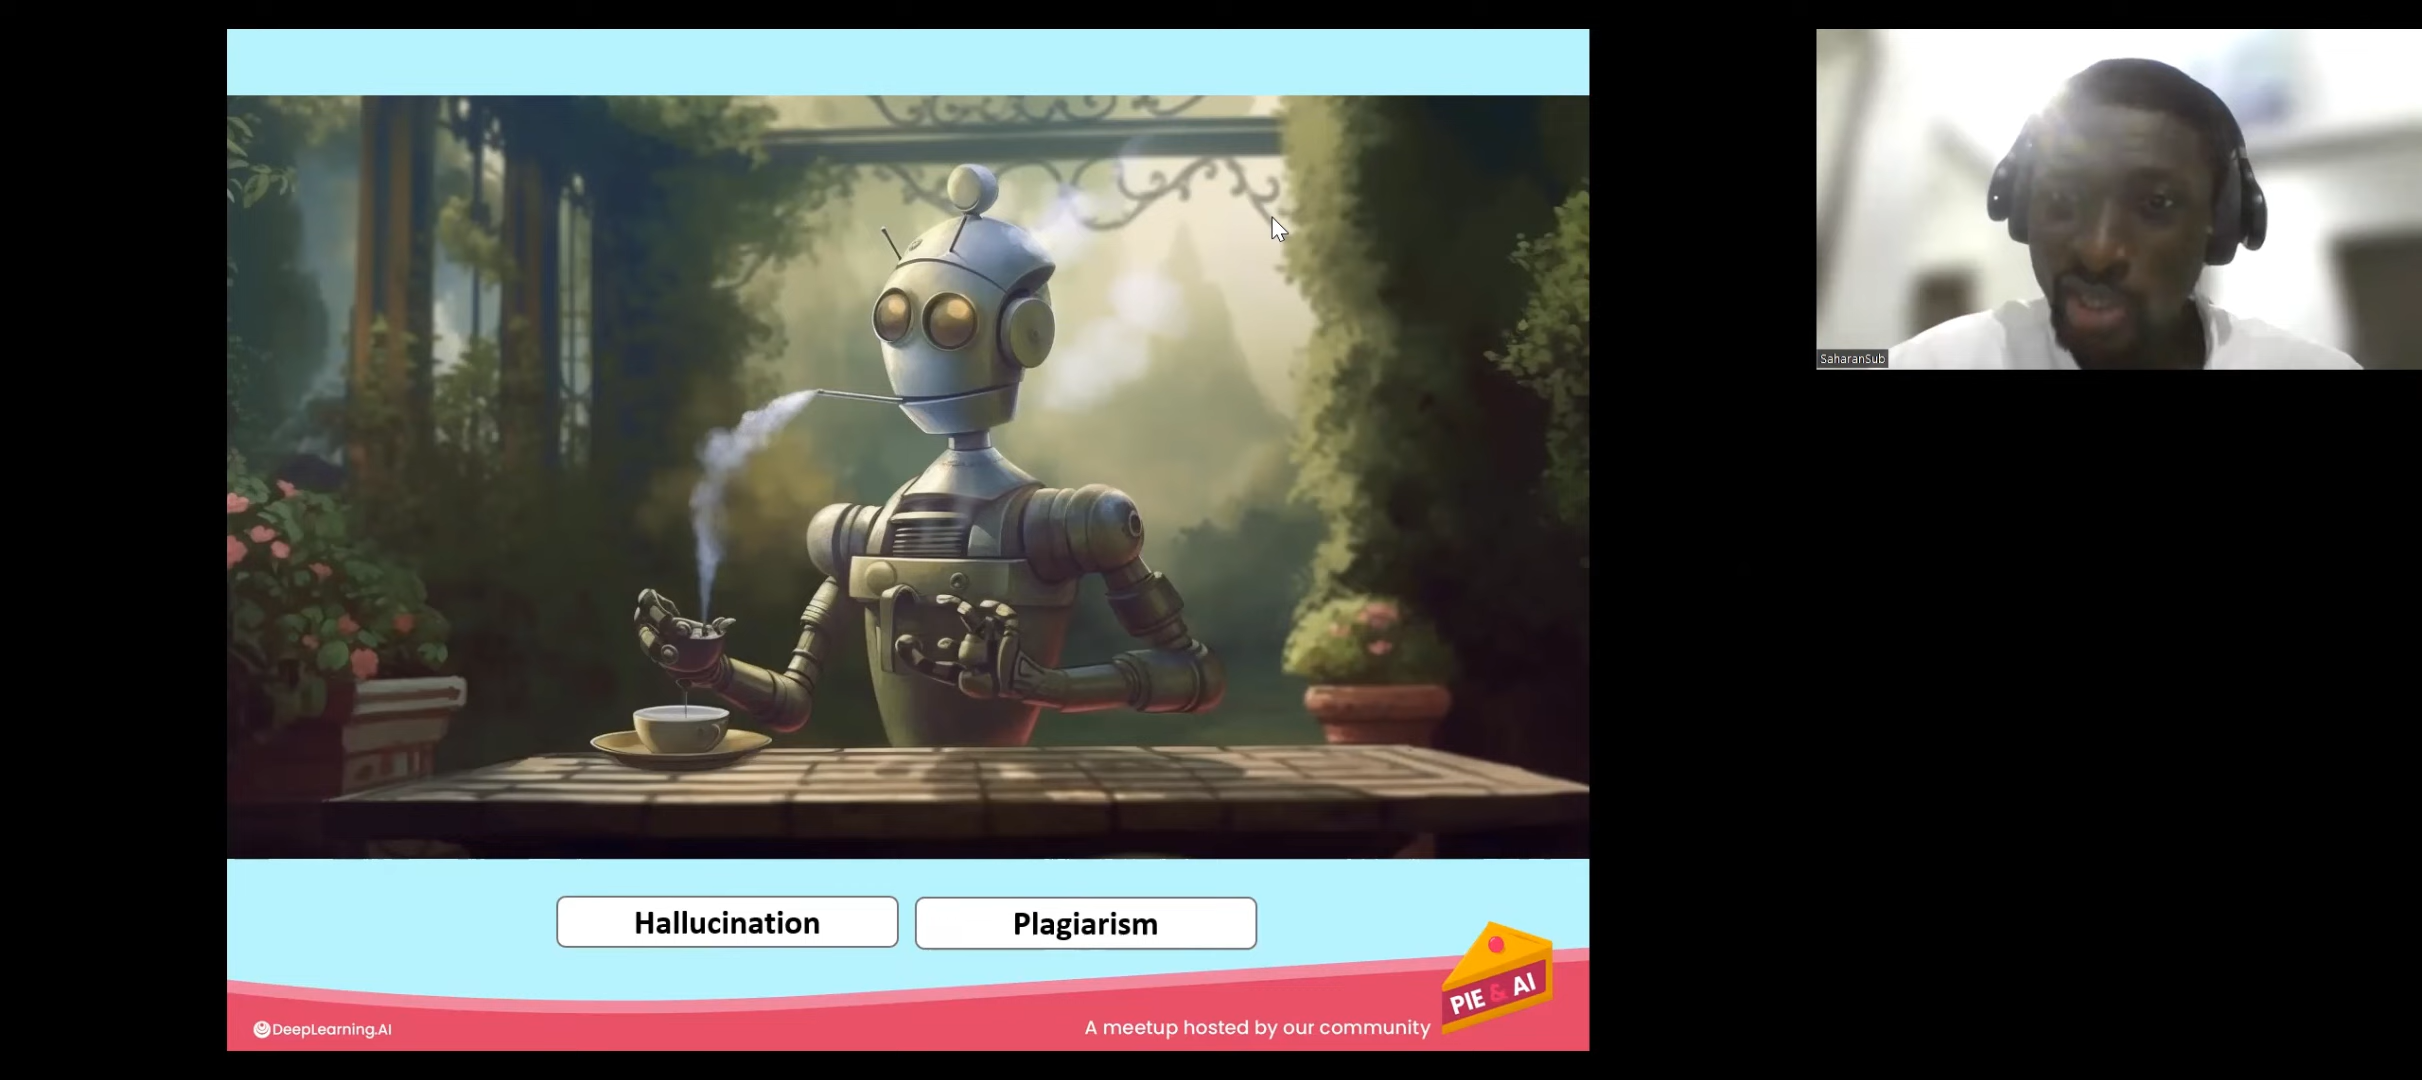 SaharanSub
Hallucination
Plagiarism
PIE & AI
DeepLearning.AI
A meetup hosted by our community